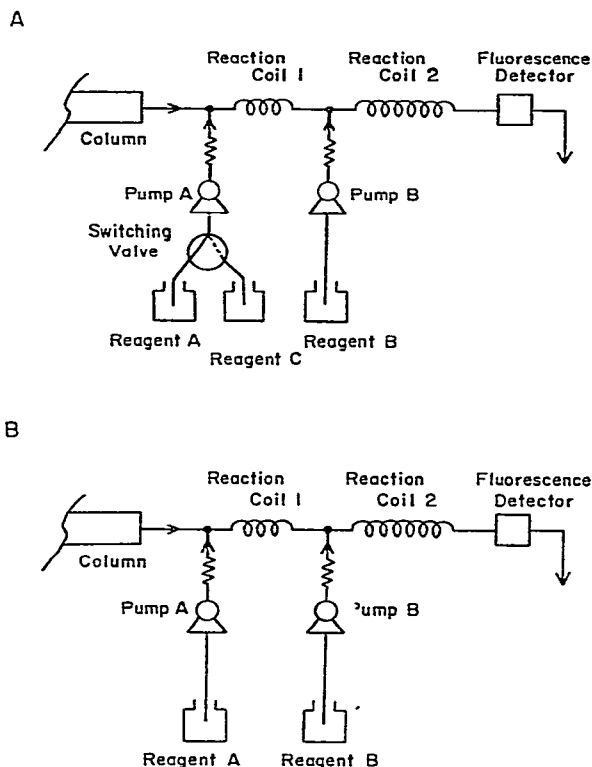 A
Reaction Coil 1
Reaction Coil 2
Fluorescence Detector
Column
Pump A
Pump B
Switching Valve
Reagent A
Reagent C
Reagent B
B
Reaction Coil 1
Reaction Coil 2
Fluorescence Detector
Column
Pump A
ump B
Reagent A
Reagent B